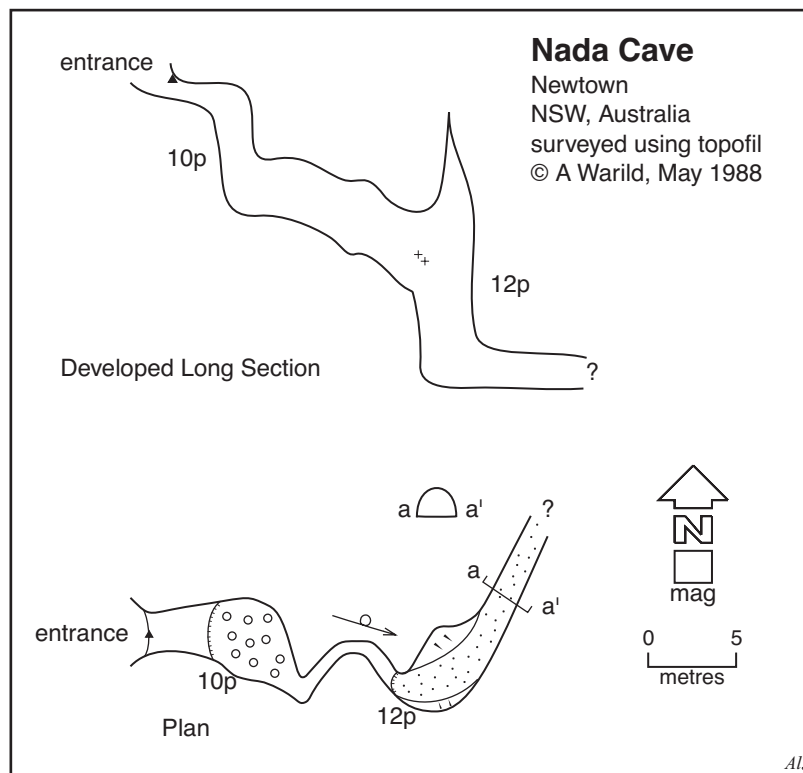 Nada Cave
Newtown
NSW, Australia
surveyed using topofil
© A Warild, May 1988
entrance
10p
12p
?
Developed Long Section
a a'
?
a
a'
N
mag
entrance
10p
12p
0 5
metres
Plan
Al.